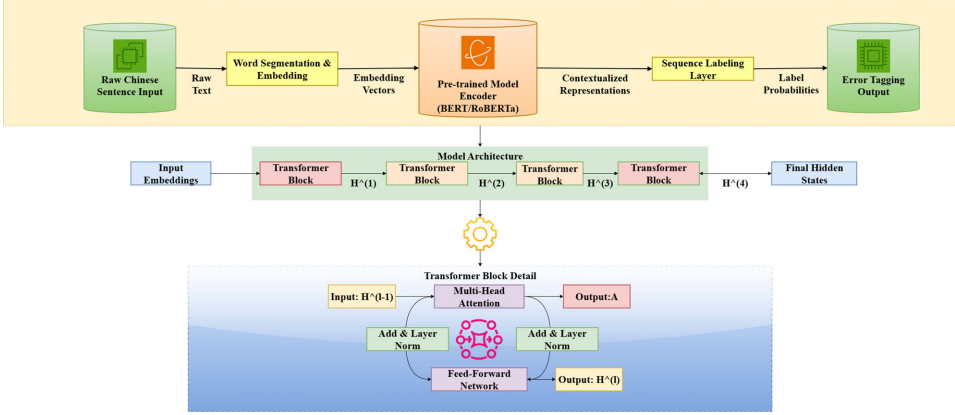 Raw Chinese
Sentence Input
Raw
Text
Word Segmentation &
Embedding
Embedding
Vectors
Pre-trained Model
Encoder
(BERT/RoBERTa)
Contextualized
Representations
Sequence Labeling
Layer
Label
Probabilities
Error Tagging
Output
Model Architecture
Input
Embeddings
Transformer
Block
H^(1)
Transformer
Block
H^(2)
Transformer
Block
H^(3)
Transformer
Block
H^(4)
Final Hidden
States
Transformer Block Detail
Input: H^(l-1)
Multi-Head
Attention
Output:A
Add & Layer
Norm
Add & Layer
Norm
Feed-Forward
Network
Output: H^(l)